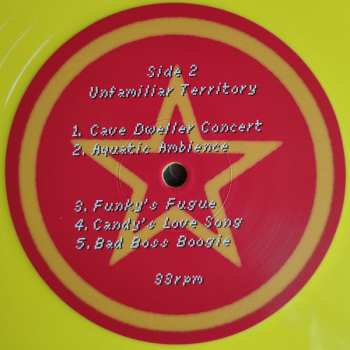 Side 2
Unfamiliar Territory
1. Cave Dweller Concert
2. Aquatic Ambience
3. Funky's Fugue
4. Candy's Love Song
5. Bad Boss Boogie
33rpm